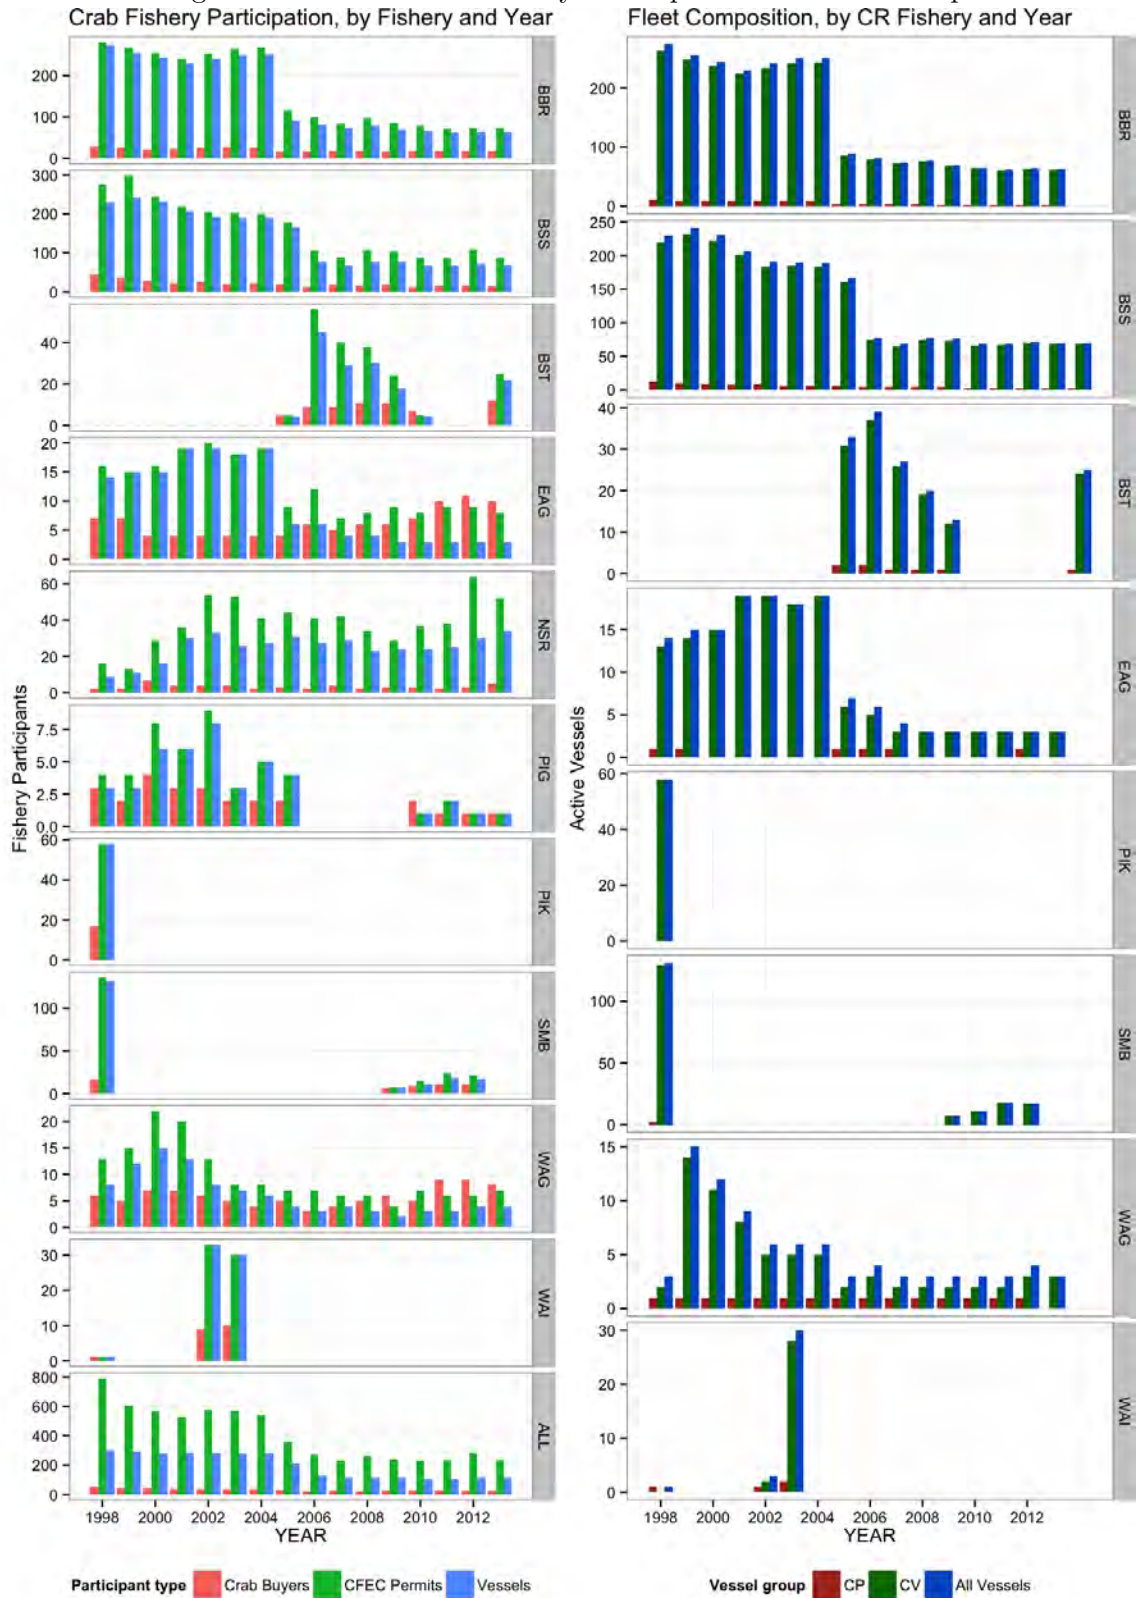 Crab Fishery Participation, by Fishery and Year
200
100
0
BBR
300
200
100
0
BSS
40
20
0
BST
20
15
10
5
0
EAG
60
40
20
0
NSR
7.5
5.0
2.5
0.0
PIG
60
40
20
0
PIK
100
50
0
SMB
20
15
10
5
0
WAG
30
20
10
0
WAI
800
600
400
200
0
ALL
Fishery Participants
1998 2000 2002 2004 2006 2008 2010 2012
YEAR
Participant type Crab Buyers CFEC Permits Vessels
Fleet Composition, by CR Fishery and Year
200
100
0
BBR
250
200
150
100
50
0
BSS
40
30
20
10
0
BST
15
10
5
0
EAG
60
40
20
0
PIK
100
50
0
SMB
15
10
5
0
WAG
30
20
10
0
WAI
Active Vessels
1998 2000 2002 2004 2006 2008 2010 2012
YEAR
Vessel group CP CV All Vessels